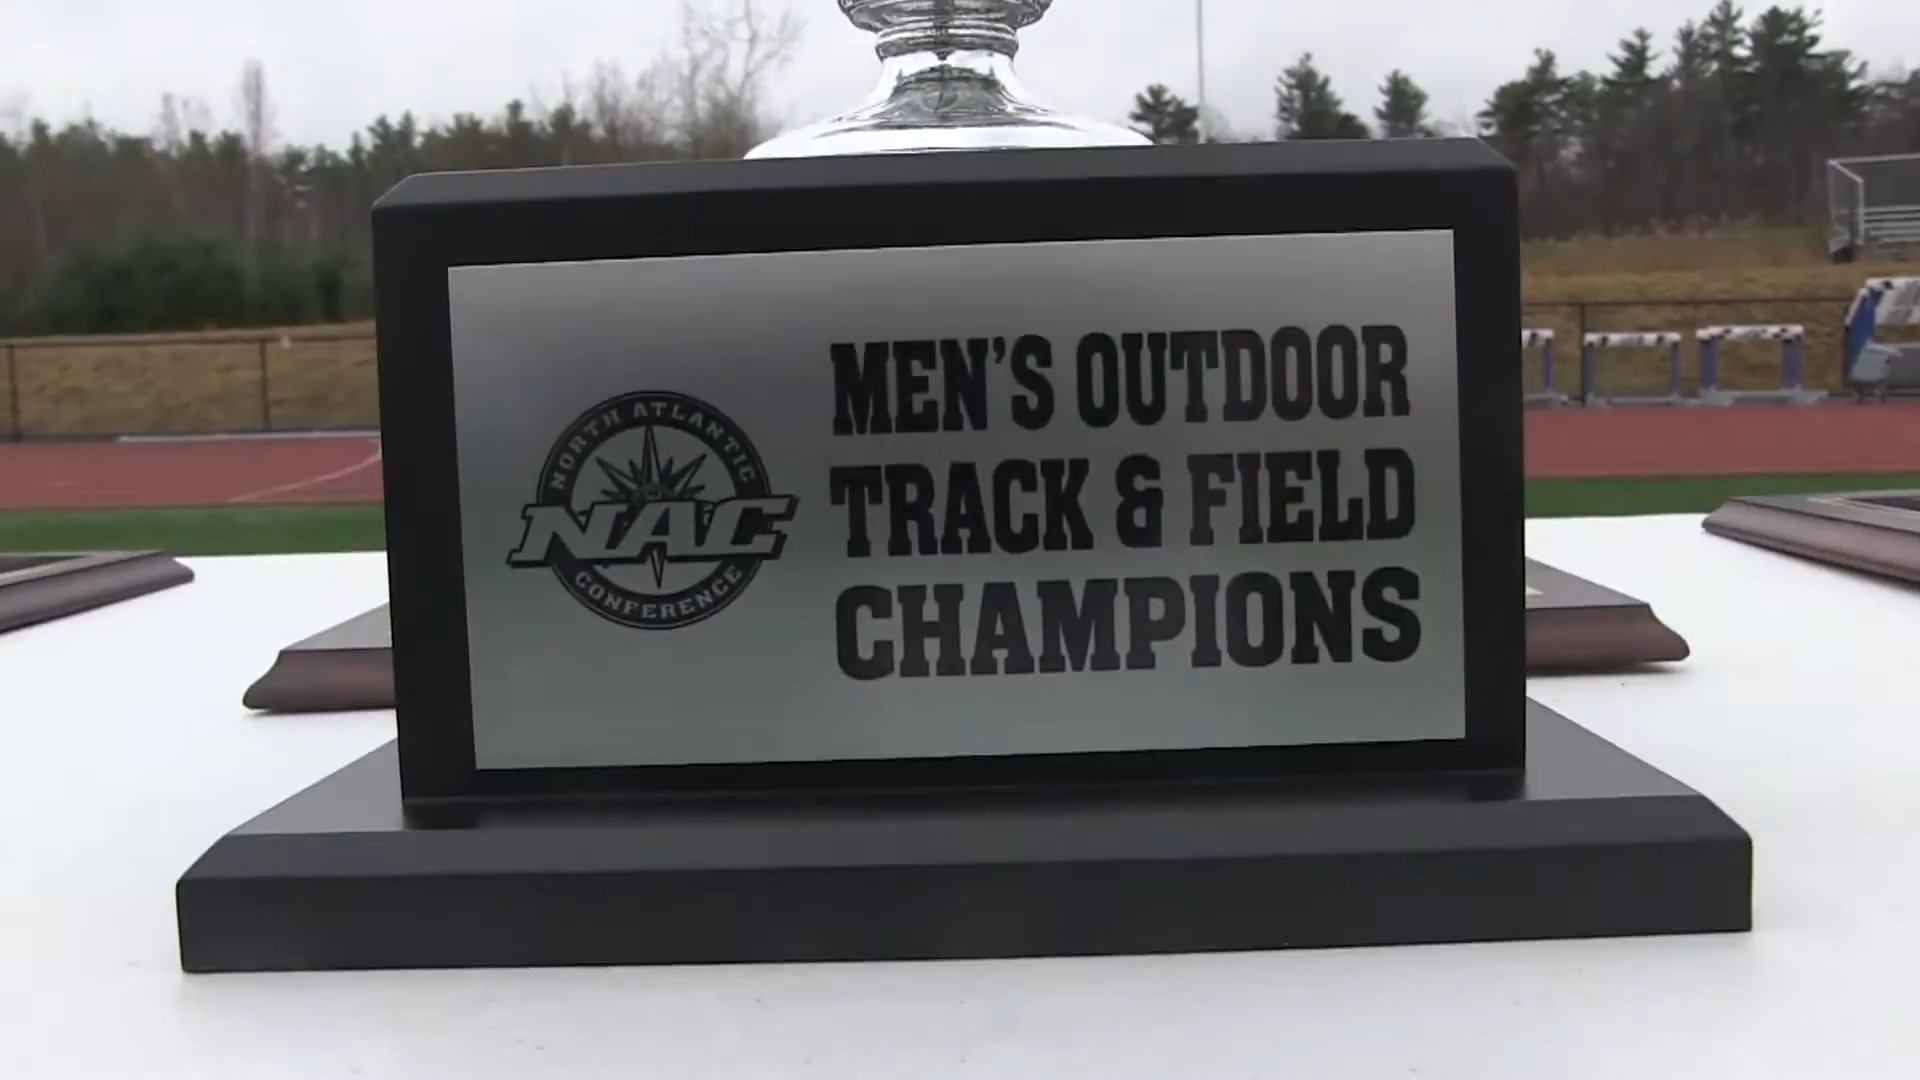 NORTH ATLANTIC
NAC
CONFERENCE
MEN'S OUTDOOR
TRACK & FIELD
CHAMPIONS